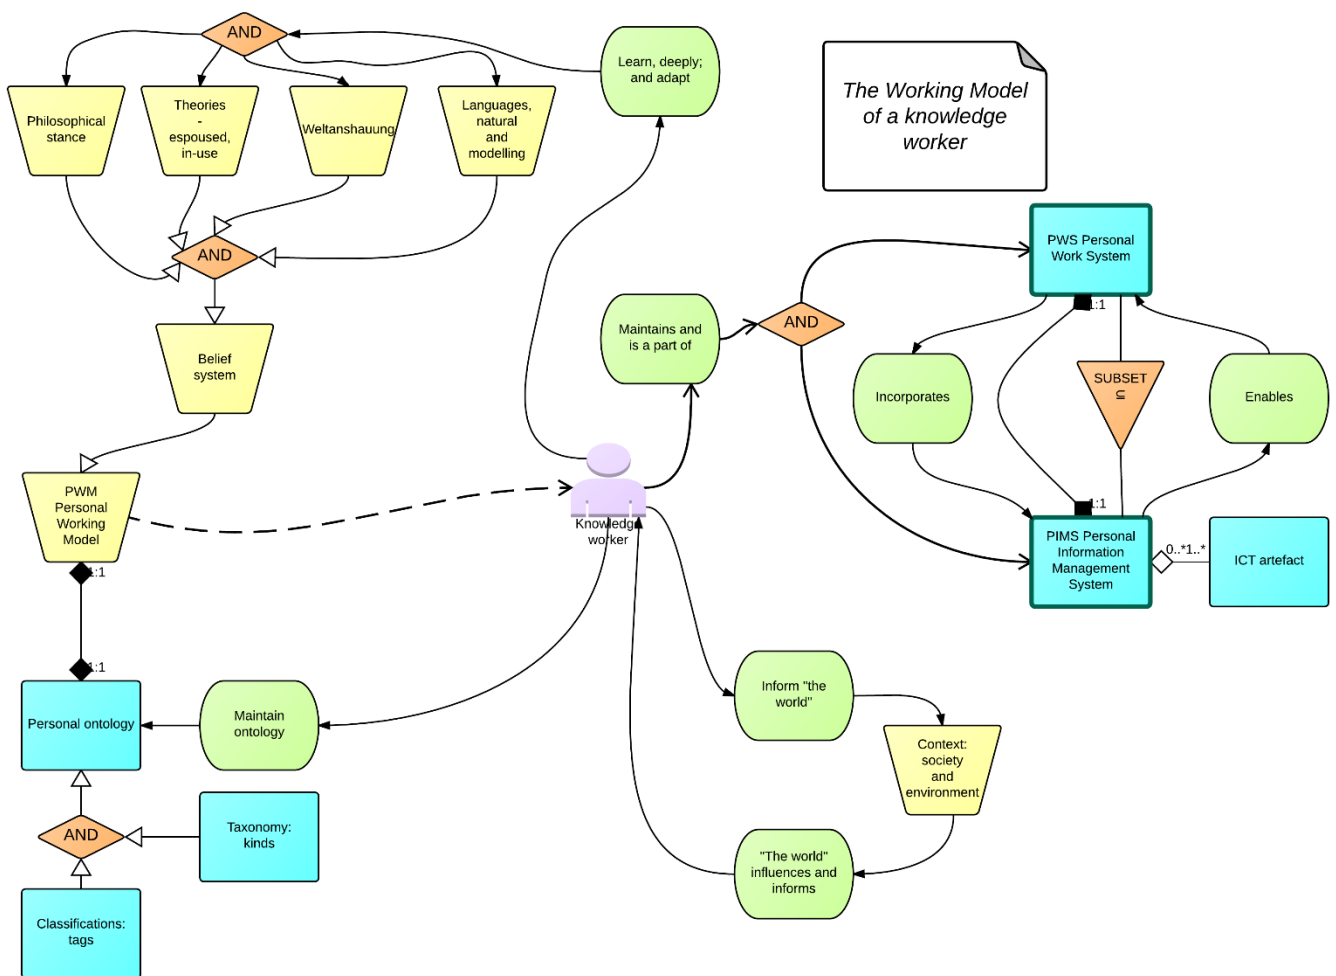 AND
Learn, deeply;
and adapt
The Working Model
of a knowledge
worker
Philosophical
stance
Theories
-
espoused,
in-use
Weltanshauung
Languages,
natural
and
modelling
AND
PWS Personal
Work System
1:1
Maintains and
is a part of
AND
Belief
system
Incorporates
SUBSET
⊆
Enables
PWM
Personal
Working
Model
Knowledge
worker
1:1
PIMS Personal
Information
Management
System
0..*1..*
ICT artefact
1:1
1:1
Personal ontology
Maintain
ontology
Inform "the
world"
Context:
society
and
environment
AND
Taxonomy:
kinds
"The world"
influences and
informs
Classifications:
tags